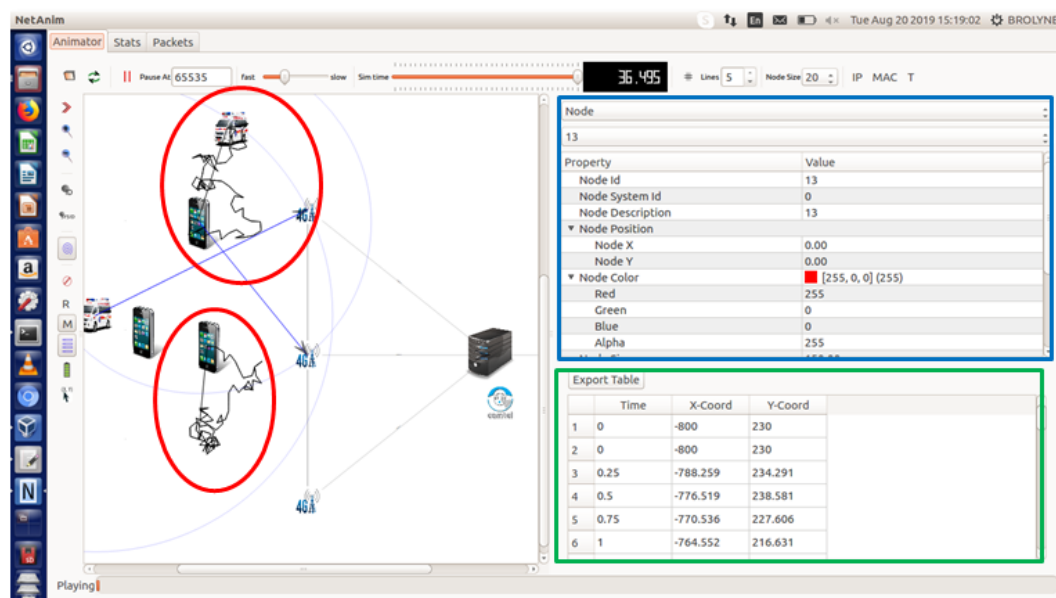 NetAnim
En Tue Aug 20 2019 15:19:02 BROLYNE
Animator Stats Packets
Pause At 65535 fast slow Sim time 36.495 Lines 5 Node Size 20 IP MAC T
R
M
4G
4G
4G
camtel
Node
13
Property Value
Node Id 13
Node System Id 0
Node Description 13
Node Position
Node X 0.00
Node Y 0.00
Node Color [255, 0, 0] (255)
Red 255
Green 0
Blue 0
Alpha 255
Export Table
Time X-Coord Y-Coord
1 0 -800 230
2 0 -800 230
3 0.25 -788.259 234.291
4 0.5 -776.519 238.581
5 0.75 -770.536 227.606
6 1 -764.552 216.631
Playing